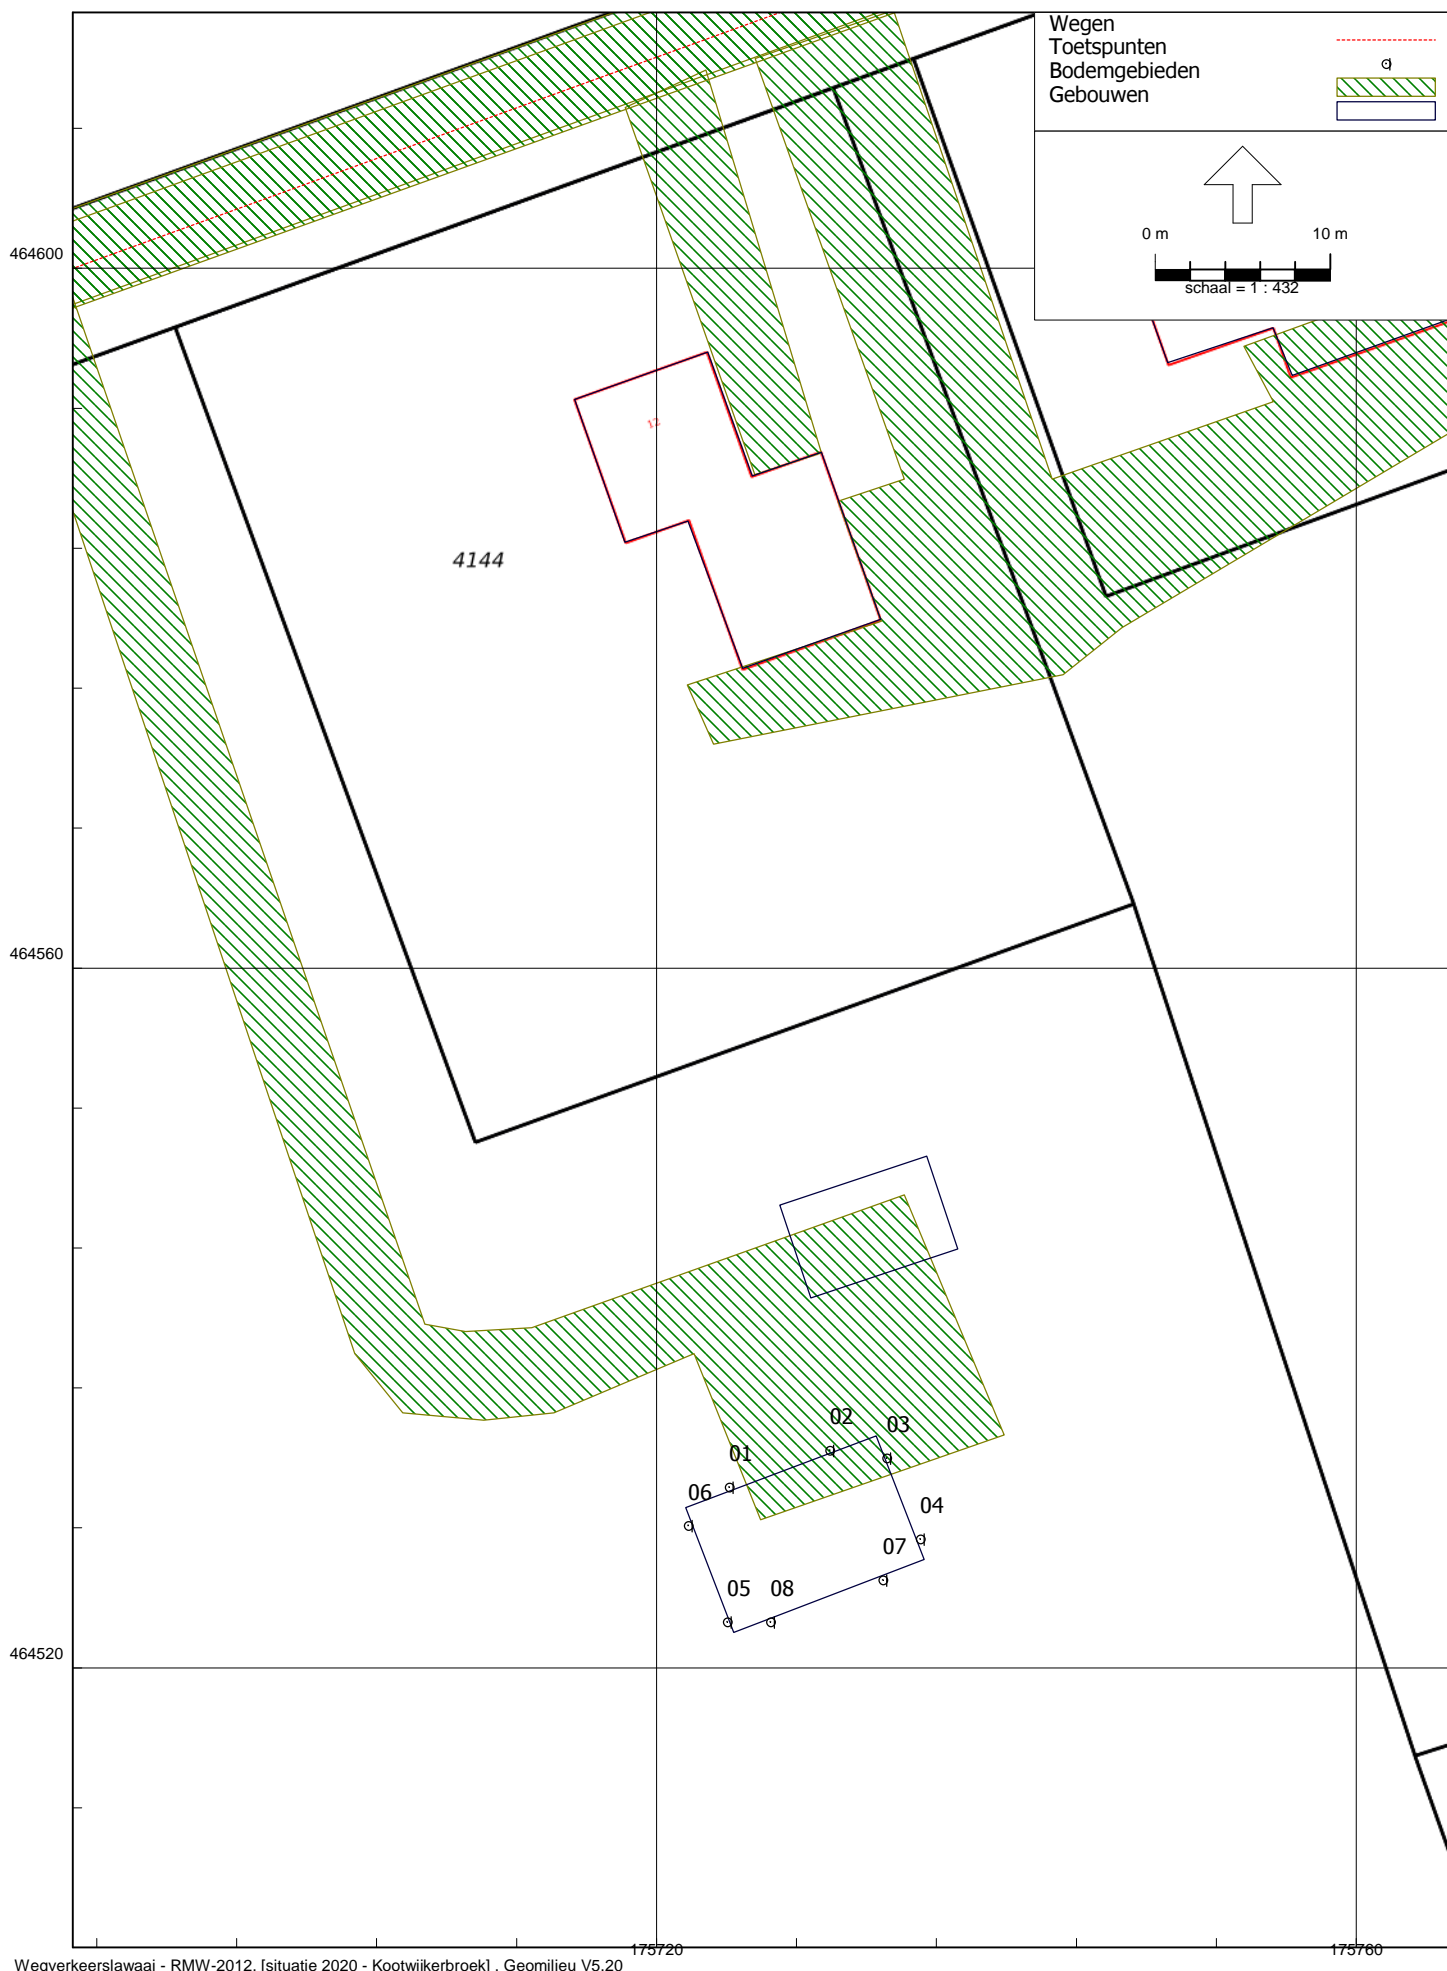 Wegen
Toetspunten
Bodemgebieden
Gebouwen
0 m 10 m
schaal = 1 : 432
464600
12
4144
464560
02
03
01
06
04
07
05 08
464520
175720 175760
Wegverkeerslawaai - RMW-2012, [situatie 2020 - Kootwijkerbroek] , Geomilieu V5.20